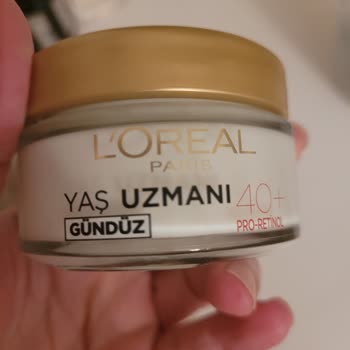 L'ORÉAL
PARIS
YAŞ UZMANI 40+
GÜNDÜZ PRO-RETINOL